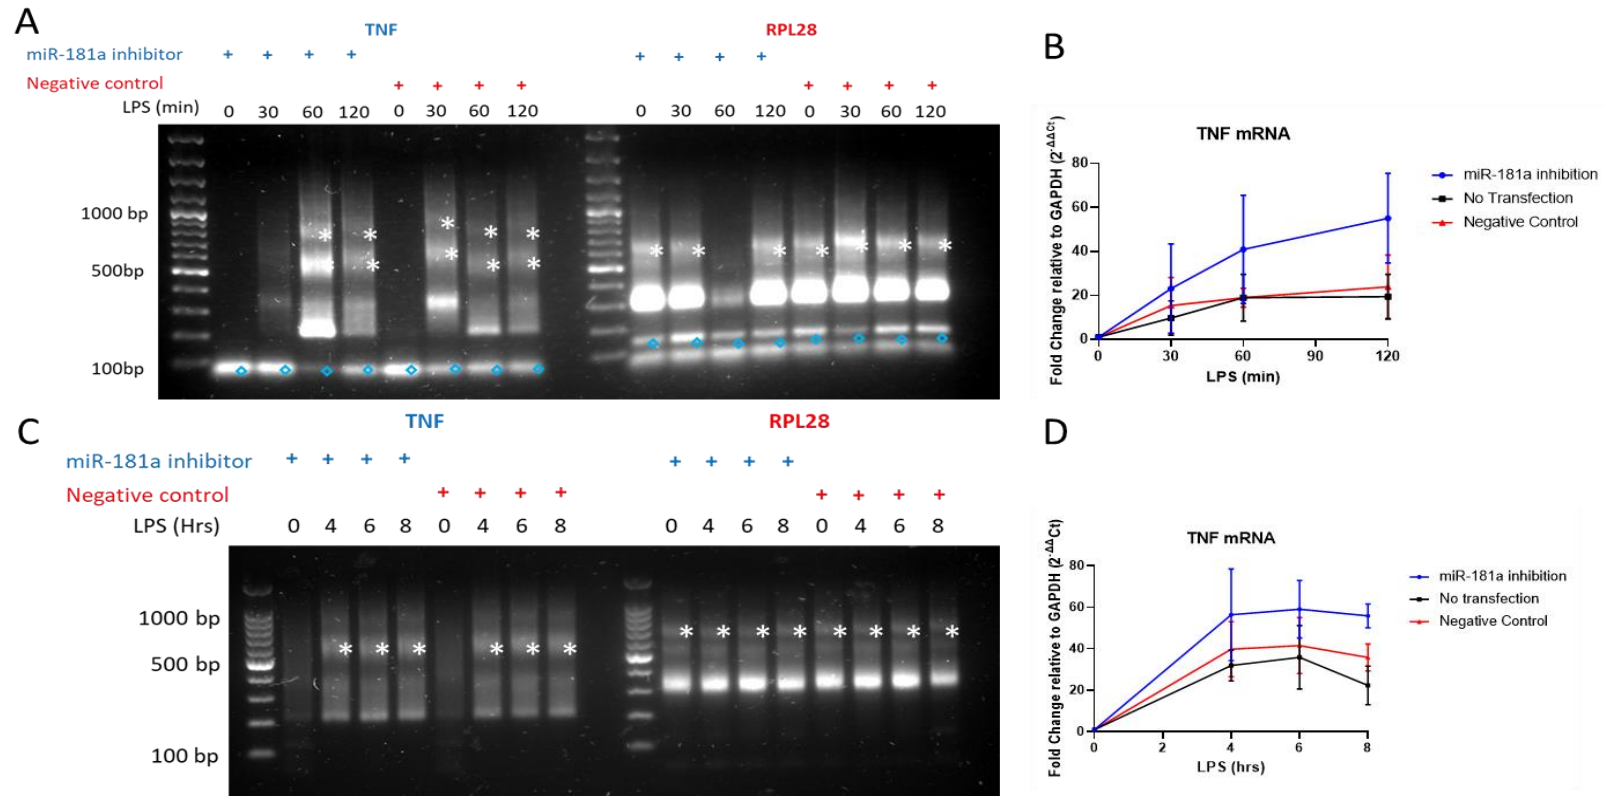 A
TNF
RPL28
miR-181a inhibitor + + + + + + + +
Negative control + + + + + + + +
LPS (min) 0 30 60 120 0 30 60 120 0 30 60 120 0 30 60 120
1000 bp
500bp
100bp
* * * * * * * * * *
* * * * * * *
B
TNF mRNA
Fold Change relative to GAPDH (2-ΔΔCt)
80
60
40
20
0
0 30 60 90 120
LPS (min)
miR-181a inhibition
No Transfection
Negative Control
C
TNF
RPL28
miR-181a inhibitor + + + + + + + +
Negative control + + + + + + + +
LPS (Hrs) 0 4 6 8 0 4 6 8 0 4 6 8 0 4 6 8
1000 bp
500 bp
100 bp
* * * * * * * * * * * * * *
D
TNF mRNA
Fold Change relative to GAPDH (2-ΔΔCt)
80
60
40
20
0
0 2 4 6 8
LPS (hrs)
miR-181a inhibition
No transfection
Negative Control